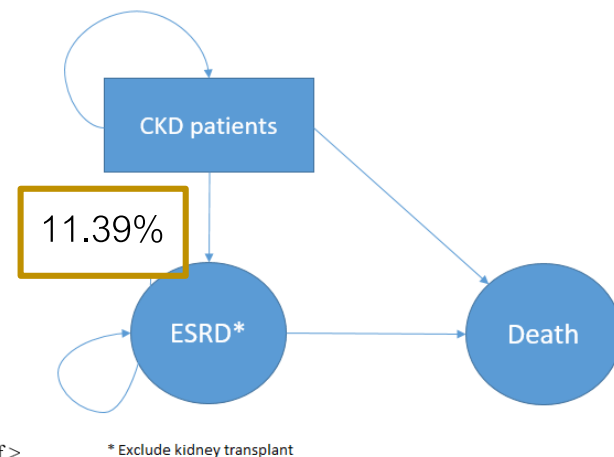 CKD patients
11.39%
ESRD*
Death
f >
* Exclude kidney transplant